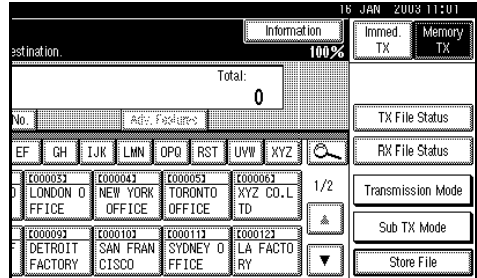 16 JAN 2003 11:01
Information
Immed. TX
Memory TX
estination.
100%
Total:
0
No.
Adv. Features
TX File Status
EF GH IJK LMN OPQ RST UVW XYZ
RX File Status
[00003]
LONDON O
FFICE
[00004]
NEW YORK
OFFICE
[00005]
TORONTO
OFFICE
[00006]
XYZ CO.L
TD
1/2
Transmission Mode
Sub TX Mode
[00009]
DETROIT
FACTORY
[00010]
SAN FRAN
CISCO
[00011]
SYDNEY O
FFICE
[00012]
LA FACTO
RY
▼
Store File